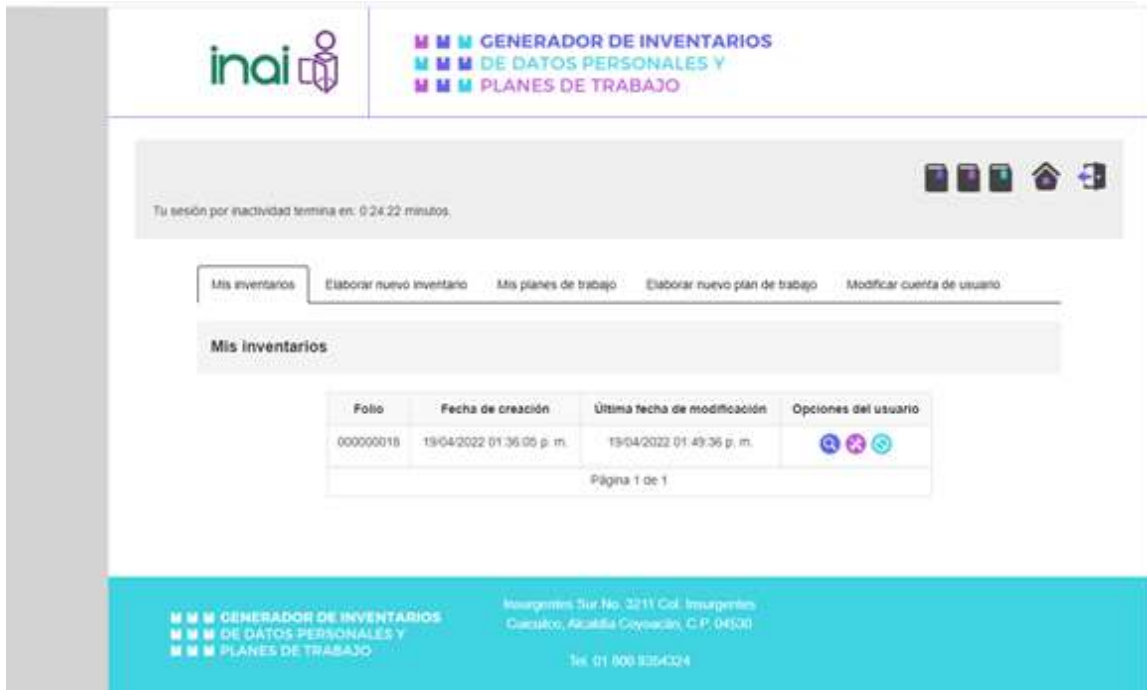 inai
GENERADOR DE INVENTARIOS
DE DATOS PERSONALES Y
PLANES DE TRABAJO
Tu sesión por inactividad termina en: 0:24:22 minutos.
Mis inventarios Elaborar nuevo inventario Mis planes de trabajo Elaborar nuevo plan de trabajo Modificar cuenta de usuario
Mis inventarios
Folio Fecha de creación Última fecha de modificación Opciones del usuario
000000018 19/04/2022 01:36:05 p. m. 19/04/2022 01:49:36 p. m.
Página 1 de 1
GENERADOR DE INVENTARIOS
DE DATOS PERSONALES Y
PLANES DE TRABAJO
Insurgentes Sur No. 3211 Col. Insurgentes
Cuicuilco, Alcaldía Coyoacán, C.P. 04530
Tel. 01 800 8354324